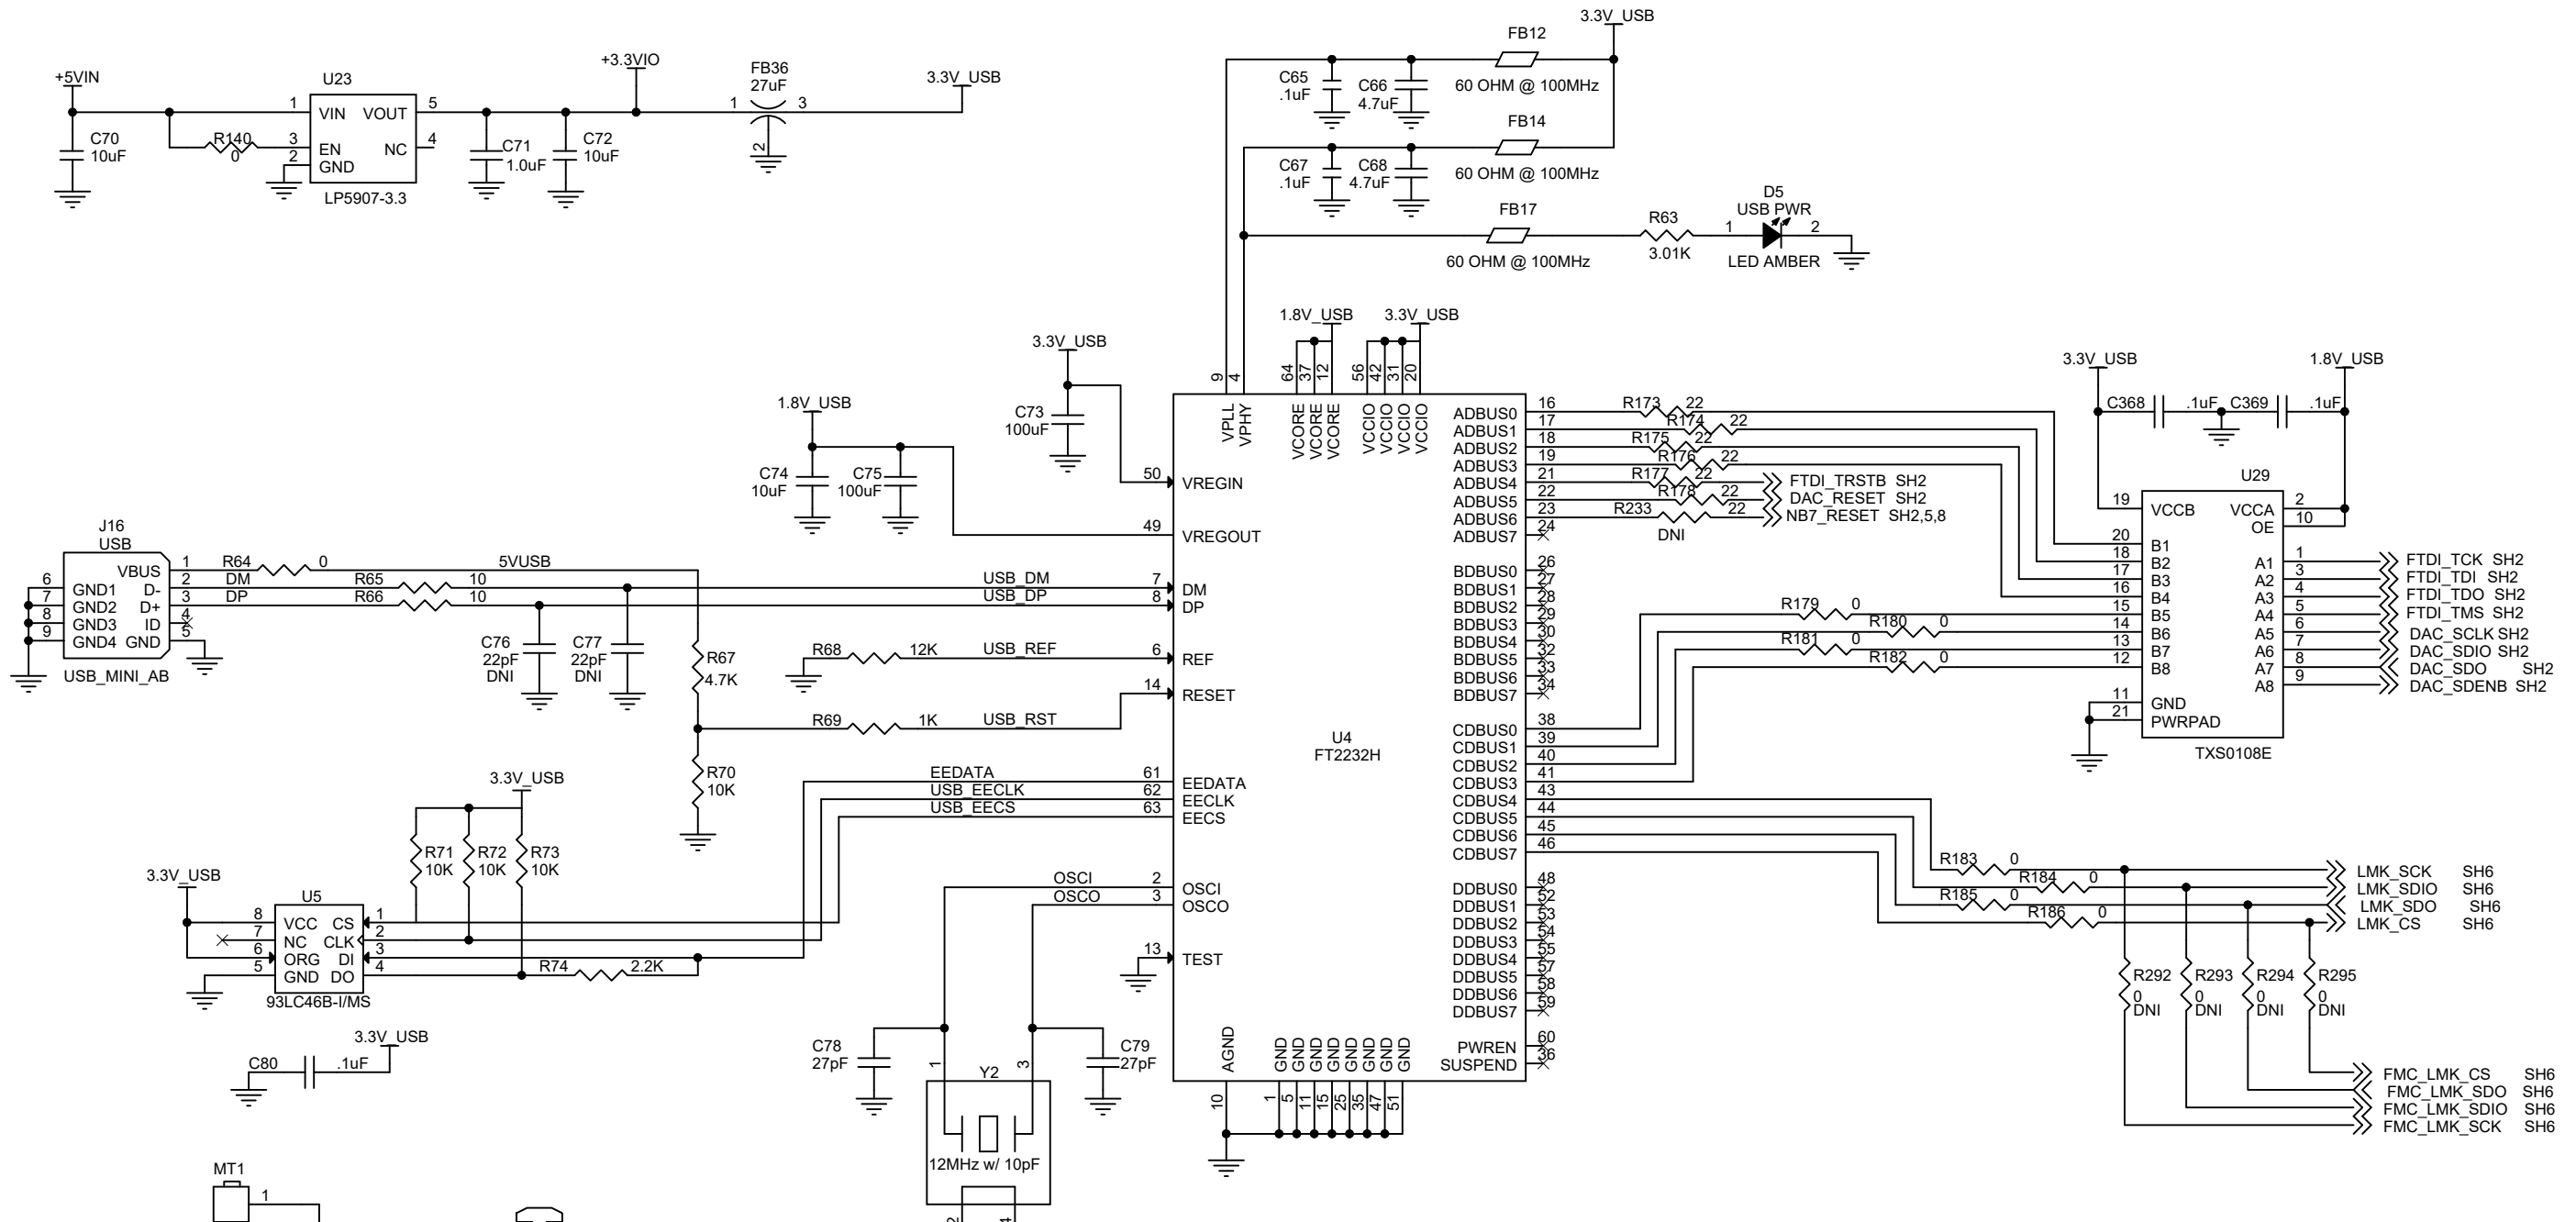 +5VIN
U23
1 VIN VOUT 5
3 EN NC 4
2 GND
LP5907-3.3
R140
0
C70
10uF
C71
1.0uF
C72
10uF
+3.3VIO
FB36
27uF
1 3
2
3.3V_USB
3.3V_USB
FB12
60 OHM @ 100MHz
C65
.1uF
C66
4.7uF
FB14
60 OHM @ 100MHz
C67
.1uF
C68
4.7uF
FB17
60 OHM @ 100MHz
R63
3.01K
D5
USB PWR
1 2
LED AMBER
1.8V_USB 3.3V_USB
3.3V_USB
C73
100uF
1.8V_USB
C74
10uF
C75
100uF
J16
USB
VBUS 1
6 GND1 D- 2
7 GND2 D+ 3
8 GND3 ID 4
9 GND4 GND 5
USB_MINI_AB
R64 0 5VUSB
DM R65 10 USB_DM
DP R66 10 USB_DP
C76
22pF
DNI
C77
22pF
DNI
R67
4.7K
R68 12K USB_REF
R69 1K USB_RST
R70
10K
EEDATA
USB_EECLK
USB_EECS
3.3V_USB
R71
10K
R72
10K
R73
10K
3.3V_USB
U5
8 VCC CS 1
7 NC CLK 2
6 ORG DI 3
5 GND DO 4
93LC46B-I/MS
R74 2.2K
3.3V_USB
C80 .1uF
OSCI
OSCO
C78
27pF
C79
27pF
1 Y2 3
12MHz w/ 10pF
MT1
1
U4
FT2232H
9 VPLL
4 VPHY
64 VCORE
37 VCORE
12 VCORE
56 VCCIO
42 VCCIO
31 VCCIO
20 VCCIO
50 VREGIN
49 VREGOUT
7 DM
8 DP
6 REF
14 RESET
61 EEDATA
62 EECLK
63 EECS
2 OSCI
3 OSCO
13 TEST
AGND 10
GND 1
GND 5
GND 11
GND 15
GND 25
GND 35
GND 47
GND 51
ADBUS0 16
ADBUS1 17
ADBUS2 18
ADBUS3 19
ADBUS4 21
ADBUS5 22
ADBUS6 23
ADBUS7 24
BDBUS0 26
BDBUS1 27
BDBUS2 28
BDBUS3 29
BDBUS4 30
BDBUS5 32
BDBUS6 33
BDBUS7 34
CDBUS0 38
CDBUS1 39
CDBUS2 40
CDBUS3 41
CDBUS4 43
CDBUS5 44
CDBUS6 45
CDBUS7 46
DDBUS0 48
DDBUS1 52
DDBUS2 53
DDBUS3 54
DDBUS4 55
DDBUS5 57
DDBUS6 58
DDBUS7 59
PWREN 60
SUSPEND 36
R173 22
R174 22
R175 22
R176 22
R177 22 FTDI_TRSTB SH2
R178 22 DAC_RESET SH2
R233 22 NB7_RESET SH2,5,8
DNI
R179 0
R180 0
R181 0
R182 0
3.3V_USB 1.8V_USB
C368 .1uF C369 .1uF
U29
19 VCCB VCCA 2
OE 10
20 B1 A1 1 FTDI_TCK SH2
18 B2 A2 3 FTDI_TDI SH2
17 B3 A3 4 FTDI_TDO SH2
16 B4 A4 5 FTDI_TMS SH2
15 B5 A5 6 DAC_SCLK SH2
14 B6 A6 7 DAC_SDIO SH2
13 B7 A7 8 DAC_SDO SH2
12 B8 A8 9 DAC_SDENB SH2
11 GND
21 PWRPAD
TXS0108E
R183 0 LMK_SCK SH6
R184 0 LMK_SDIO SH6
R185 0 LMK_SDO SH6
R186 0 LMK_CS SH6
R292
0
DNI
R293
0
DNI
R294
0
DNI
R295
0
DNI
FMC_LMK_CS SH6
FMC_LMK_SDO SH6
FMC_LMK_SDIO SH6
FMC_LMK_SCK SH6